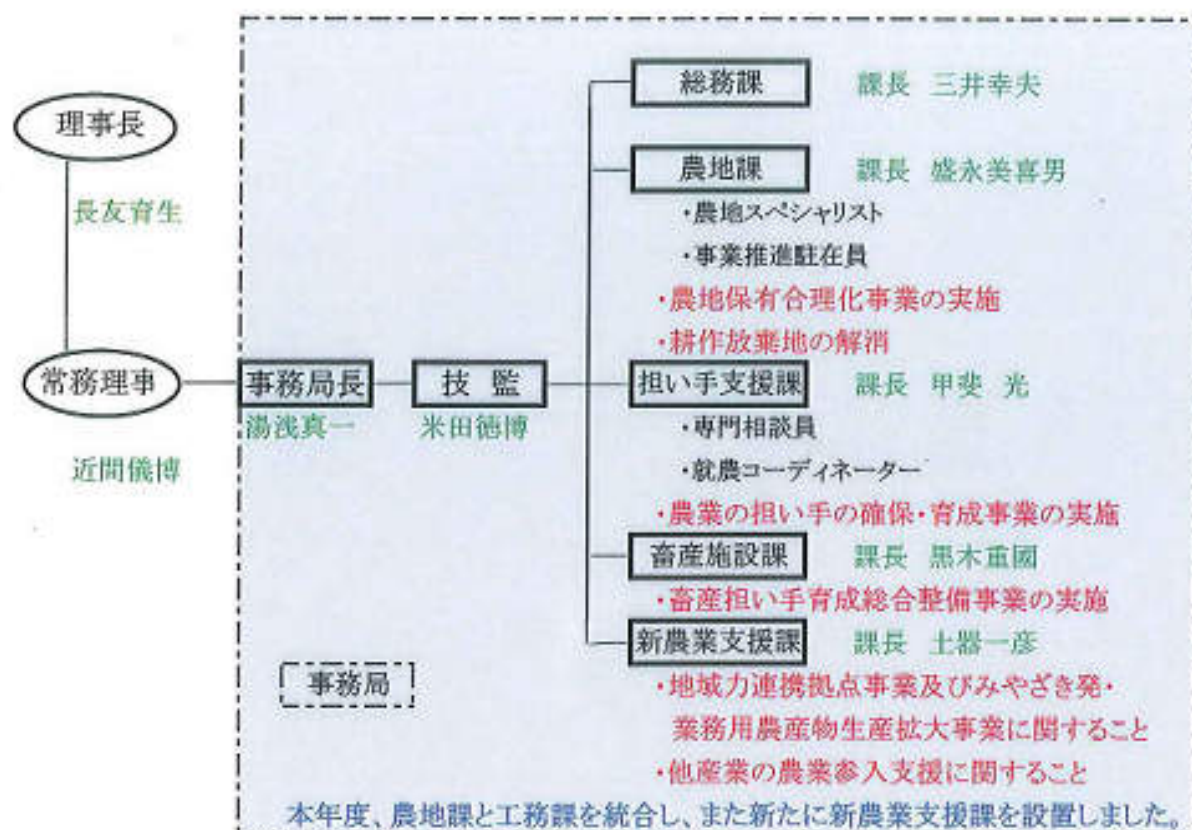 総務課 課長 三井幸夫
理事長
農地課 課長 盛永美喜男
長友育生
・農地スペシャリスト
・事業推進駐在員
・農地保有合理化事業の実施
・耕作放棄地の解消
常務理事 事務局長 技 監 担い手支援課 課長 甲斐 光
湯浅真一 米田徳博
・専門相談員
近間儀博
・就農コーディネーター
・農業の担い手の確保・育成事業の実施
畜産施設課 課長 黒木重國
・畜産担い手育成総合整備事業の実施
新農業支援課 課長 土器一彦
事務局
・地域力連携拠点事業及びみやざき発・
業務用農産物生産拡大事業に関すること
・他産業の農業参入支援に関すること
本年度、農地課と工務課を統合し、また新たに新農業支援課を設置しました。